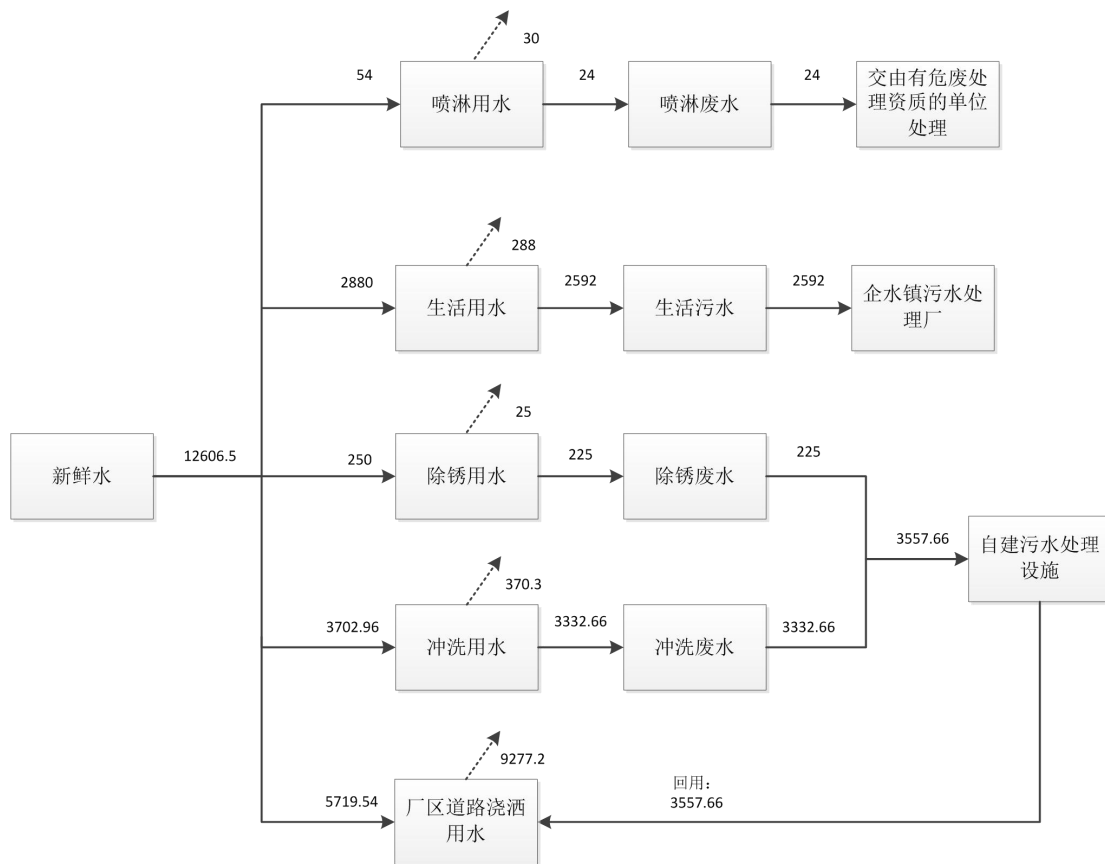 30
54
24
24
喷淋用水
喷淋废水
交由有危废处
理资质的单位
处理
288
2880
2592
2592
生活用水
生活污水
企水镇污水处
理厂
25
新鲜水
12606.5
250
225
225
除锈用水
除锈废水
3557.66
自建污水处理
设施
370.3
3702.96
3332.66
3332.66
冲洗用水
冲洗废水
9277.2
5719.54
厂区道路浇洒
用水
回用：
3557.66